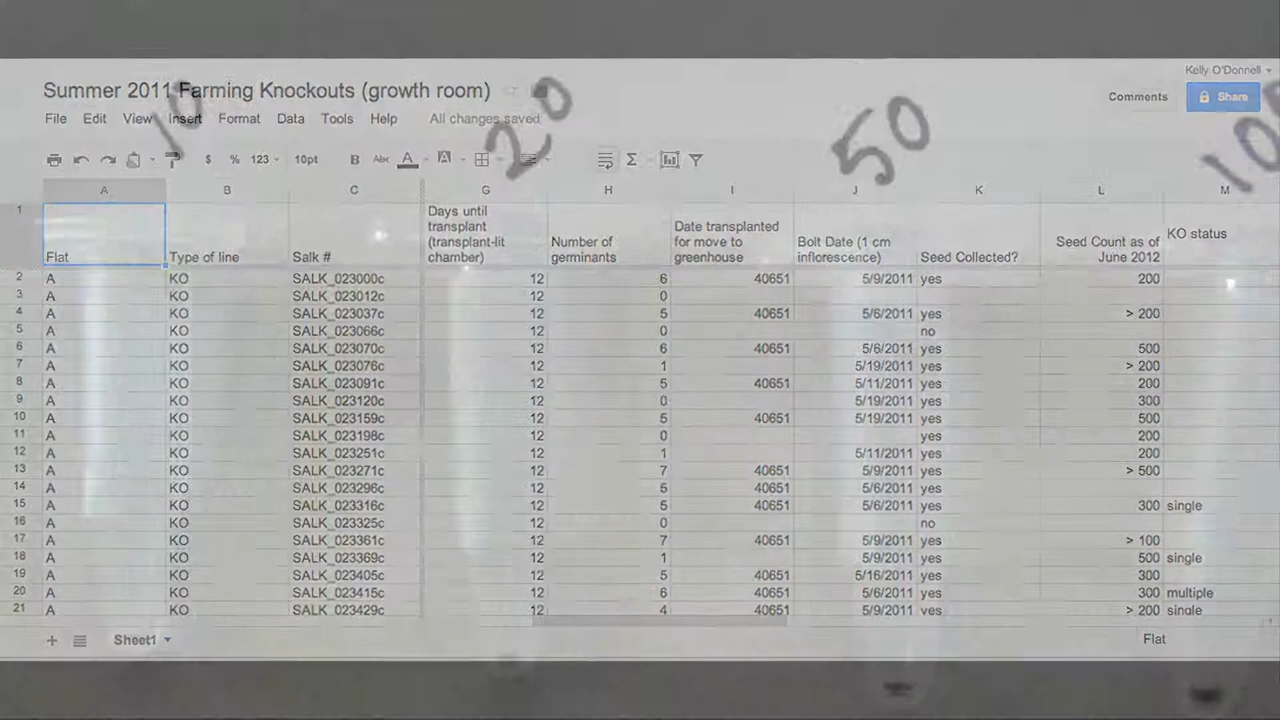 Kelly O'Donnell
Summer 2011 Farming Knockouts (growth room)
Comments
Share
File Edit View Insert Format Data Tools Help All changes saved
10 20 50
$ % 123 10pt B Abc A A Σ
A B C G H I J K L M
1 Flat Type of line Salk # Days until transplant (transplant-lit chamber) Number of germinants Date transplanted for move to greenhouse Bolt Date (1 cm inflorescence) Seed Collected? Seed Count as of June 2012 KO status
2 A KO SALK_023000c 12 6 40651 5/9/2011 yes 200
3 A KO SALK_023012c 12 0
4 A KO SALK_023037c 12 5 40651 5/6/2011 yes > 200
5 A KO SALK_023066c 12 0 no
6 A KO SALK_023070c 12 6 40651 5/6/2011 yes 500
7 A KO SALK_023076c 12 1 5/19/2011 yes > 200
8 A KO SALK_023091c 12 5 40651 5/11/2011 yes 200
9 A KO SALK_023120c 12 0 5/19/2011 yes 300
10 A KO SALK_023159c 12 5 40651 5/19/2011 yes 500
11 A KO SALK_023198c 12 0 yes 200
12 A KO SALK_023251c 12 1 5/11/2011 yes 200
13 A KO SALK_023271c 12 7 40651 5/9/2011 yes > 500
14 A KO SALK_023296c 12 5 40651 5/6/2011 yes
15 A KO SALK_023316c 12 5 40651 5/6/2011 yes 300 single
16 A KO SALK_023325c 12 0 no
17 A KO SALK_023361c 12 7 40651 5/9/2011 yes > 100
18 A KO SALK_023369c 12 1 5/9/2011 yes 500 single
19 A KO SALK_023405c 12 5 40651 5/16/2011 yes 300
20 A KO SALK_023415c 12 6 40651 5/6/2011 yes 300 multiple
21 A KO SALK_023429c 12 4 40651 5/9/2011 yes > 200 single
+ Sheet1 Flat